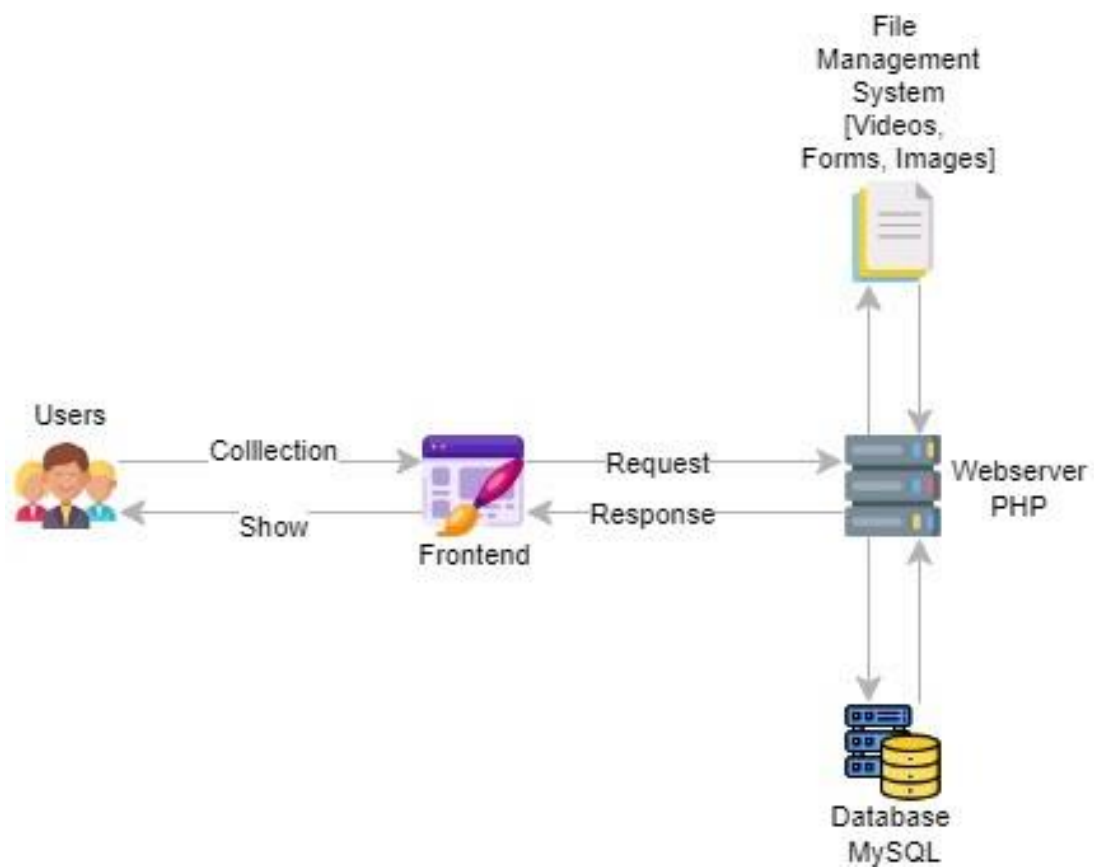 File
Management
System
[Videos,
Forms, Images]
Users
Colllection
Show
Frontend
Request
Response
Webserver
PHP
Database
MySQL